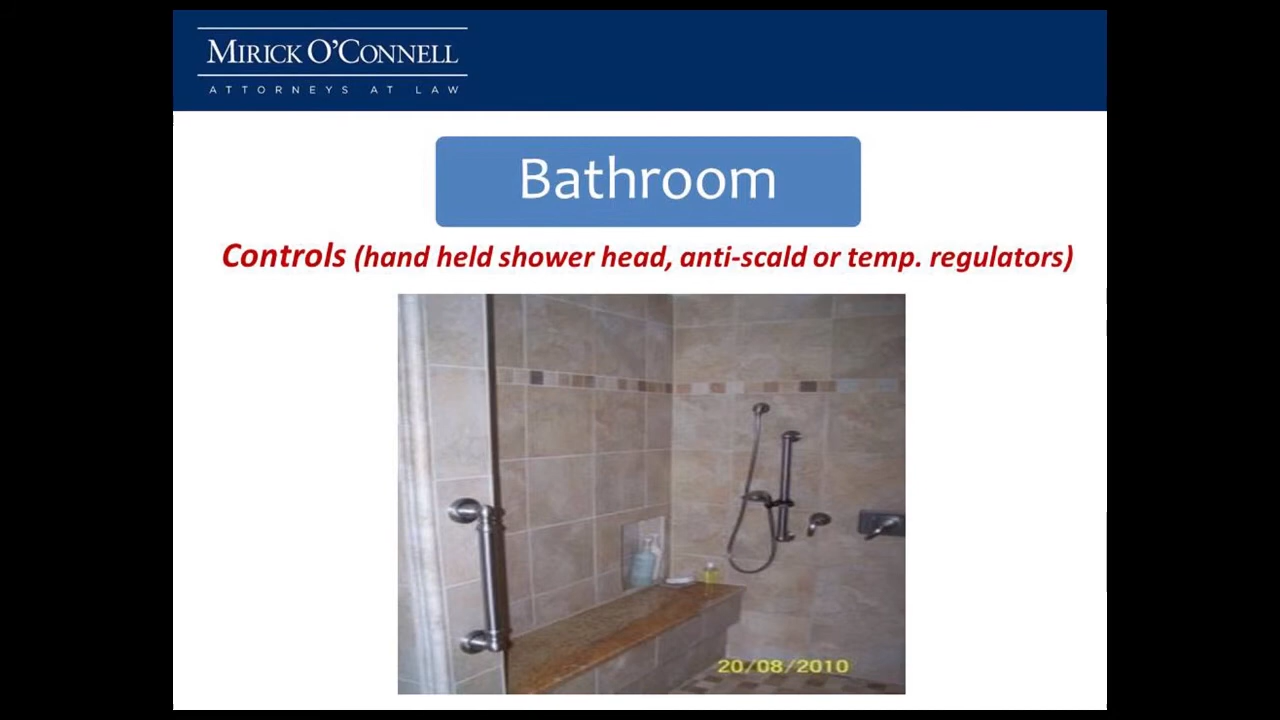 MIRICK O'CONNELL
ATTORNEYS AT LAW
Bathroom
Controls (hand held shower head, anti-scald or temp. regulators)
20/08/2010